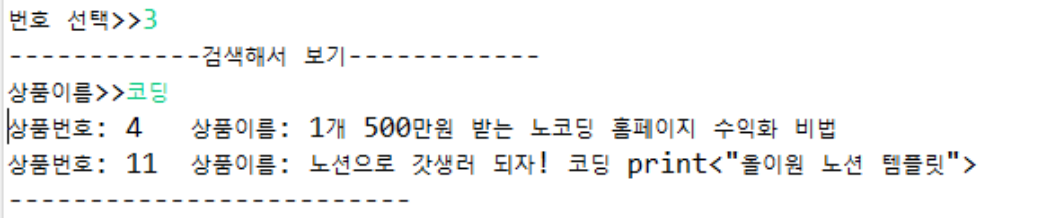 번호 선택>>3
------------검색해서 보기------------
상품이름>>코딩
상품번호: 4   상품이름: 1개 500만원 받는 노코딩 홈페이지 수익화 비법
상품번호: 11  상품이름: 노션으로 갓생러 되자! 코딩 print<"올이원 노션 템플릿">
--------------------------